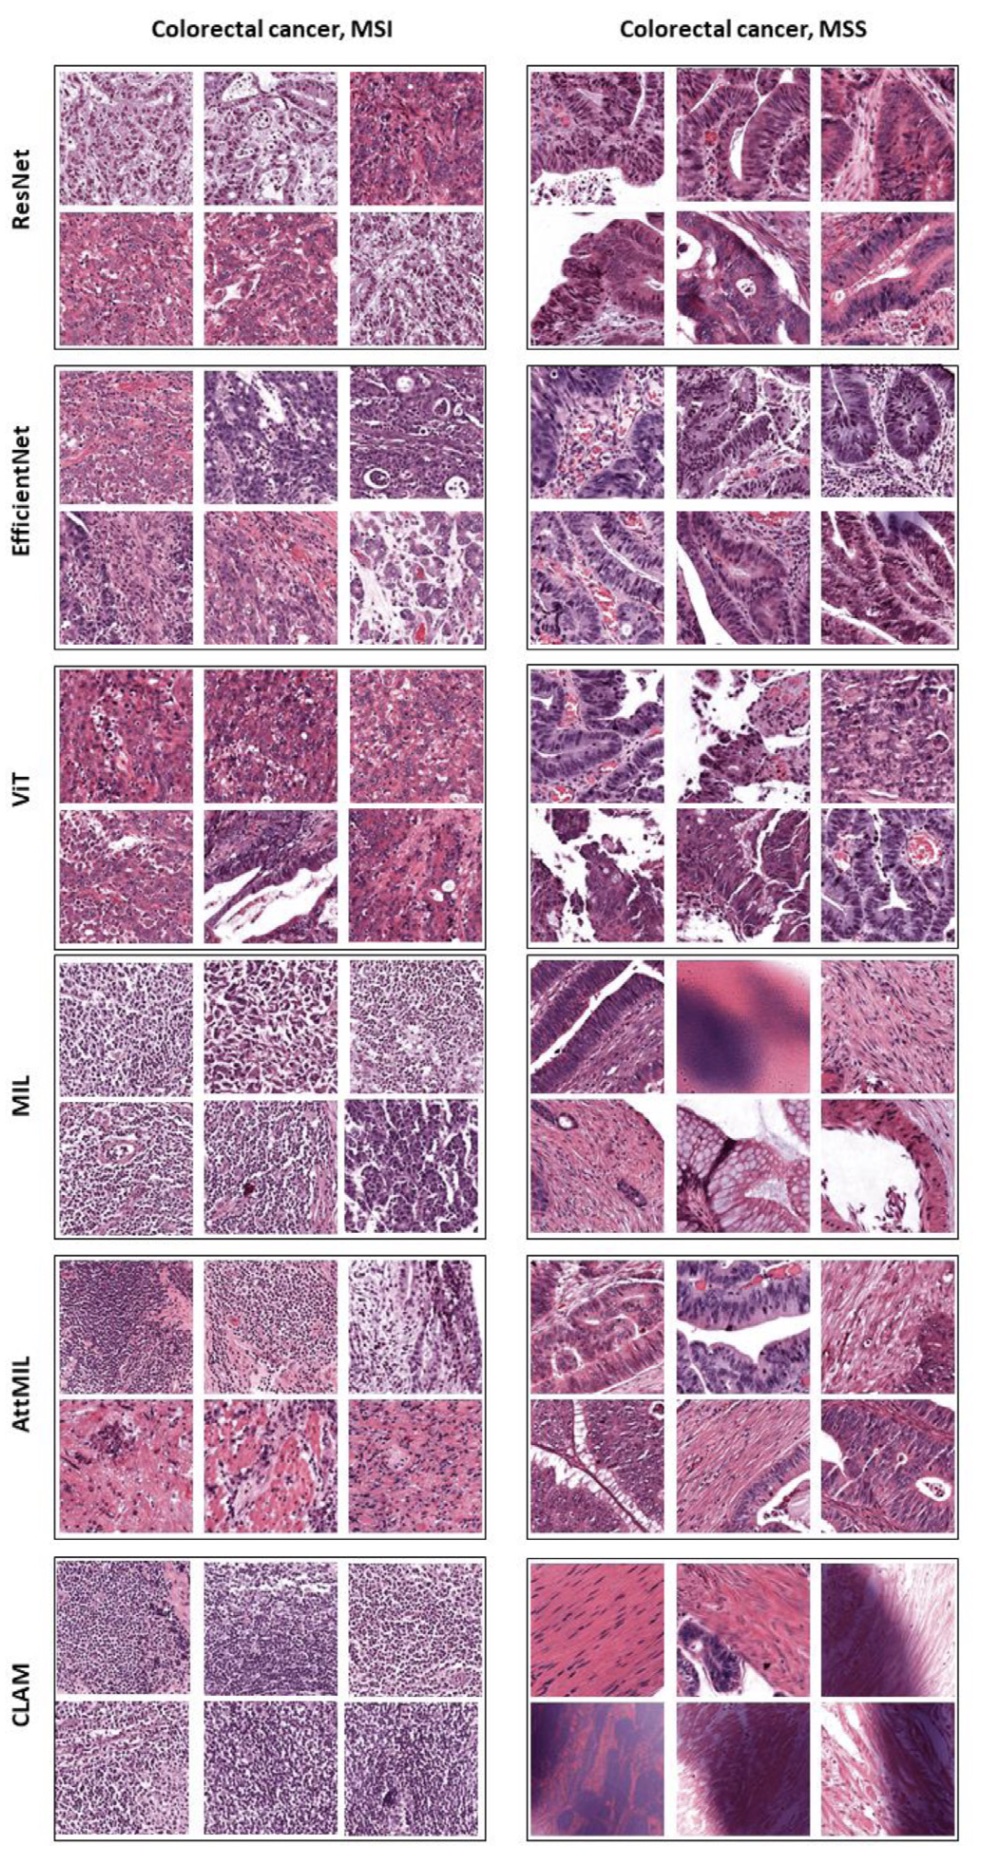 Colorectal cancer, MSI
Colorectal cancer, MSS
ResNet
EfficientNet
ViT
MIL
AttMIL
CLAM